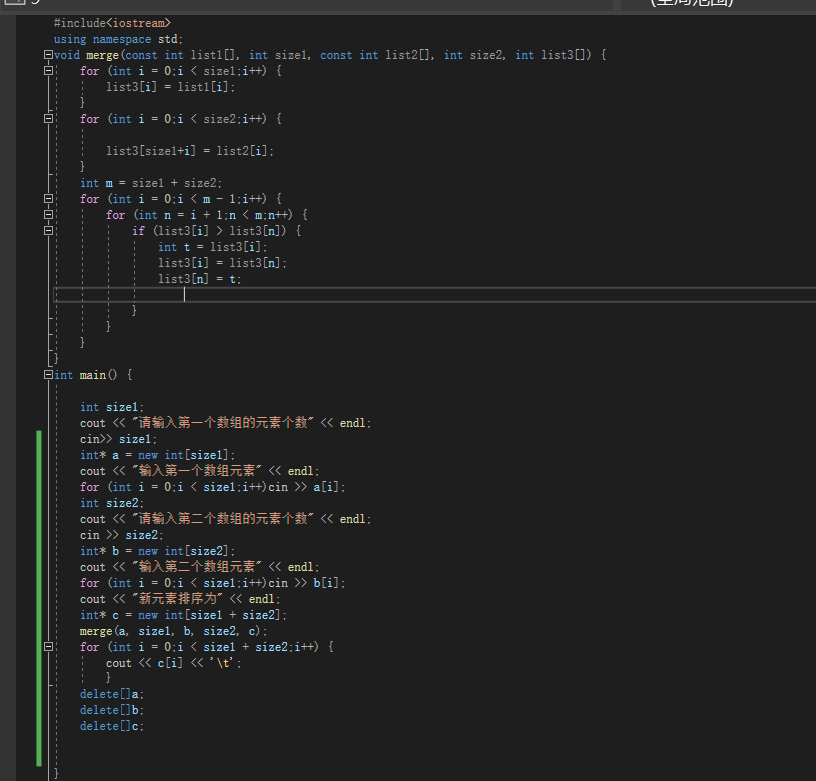 (全局范围)
#include<iostream>
using namespace std;
void merge(const int list1[], int size1, const int list2[], int size2, int list3[]) {
for (int i = 0;i < size1;i++) {
list3[i] = list1[i];
}
for (int i = 0;i < size2;i++) {
list3[size1+i] = list2[i];
}
int m = size1 + size2;
for (int i = 0;i < m - 1;i++) {
for (int n = i + 1;n < m;n++) {
if (list3[i] > list3[n]) {
int t = list3[i];
list3[i] = list3[n];
list3[n] = t;
}
}
}
}
int main() {
int size1;
cout << "请输入第一个数组的元素个数" << endl;
cin>> size1;
int* a = new int[size1];
cout << "输入第一个数组元素" << endl;
for (int i = 0;i < size1;i++)cin >> a[i];
int size2;
cout << "请输入第二个数组的元素个数" << endl;
cin >> size2;
int* b = new int[size2];
cout << "输入第二个数组元素" << endl;
for (int i = 0;i < size1;i++)cin >> b[i];
cout << "新元素排序为" << endl;
int* c = new int[size1 + size2];
merge(a, size1, b, size2, c);
for (int i = 0;i < size1 + size2;i++) {
cout << c[i] << '\t';
}
delete[]a;
delete[]b;
delete[]c;
}